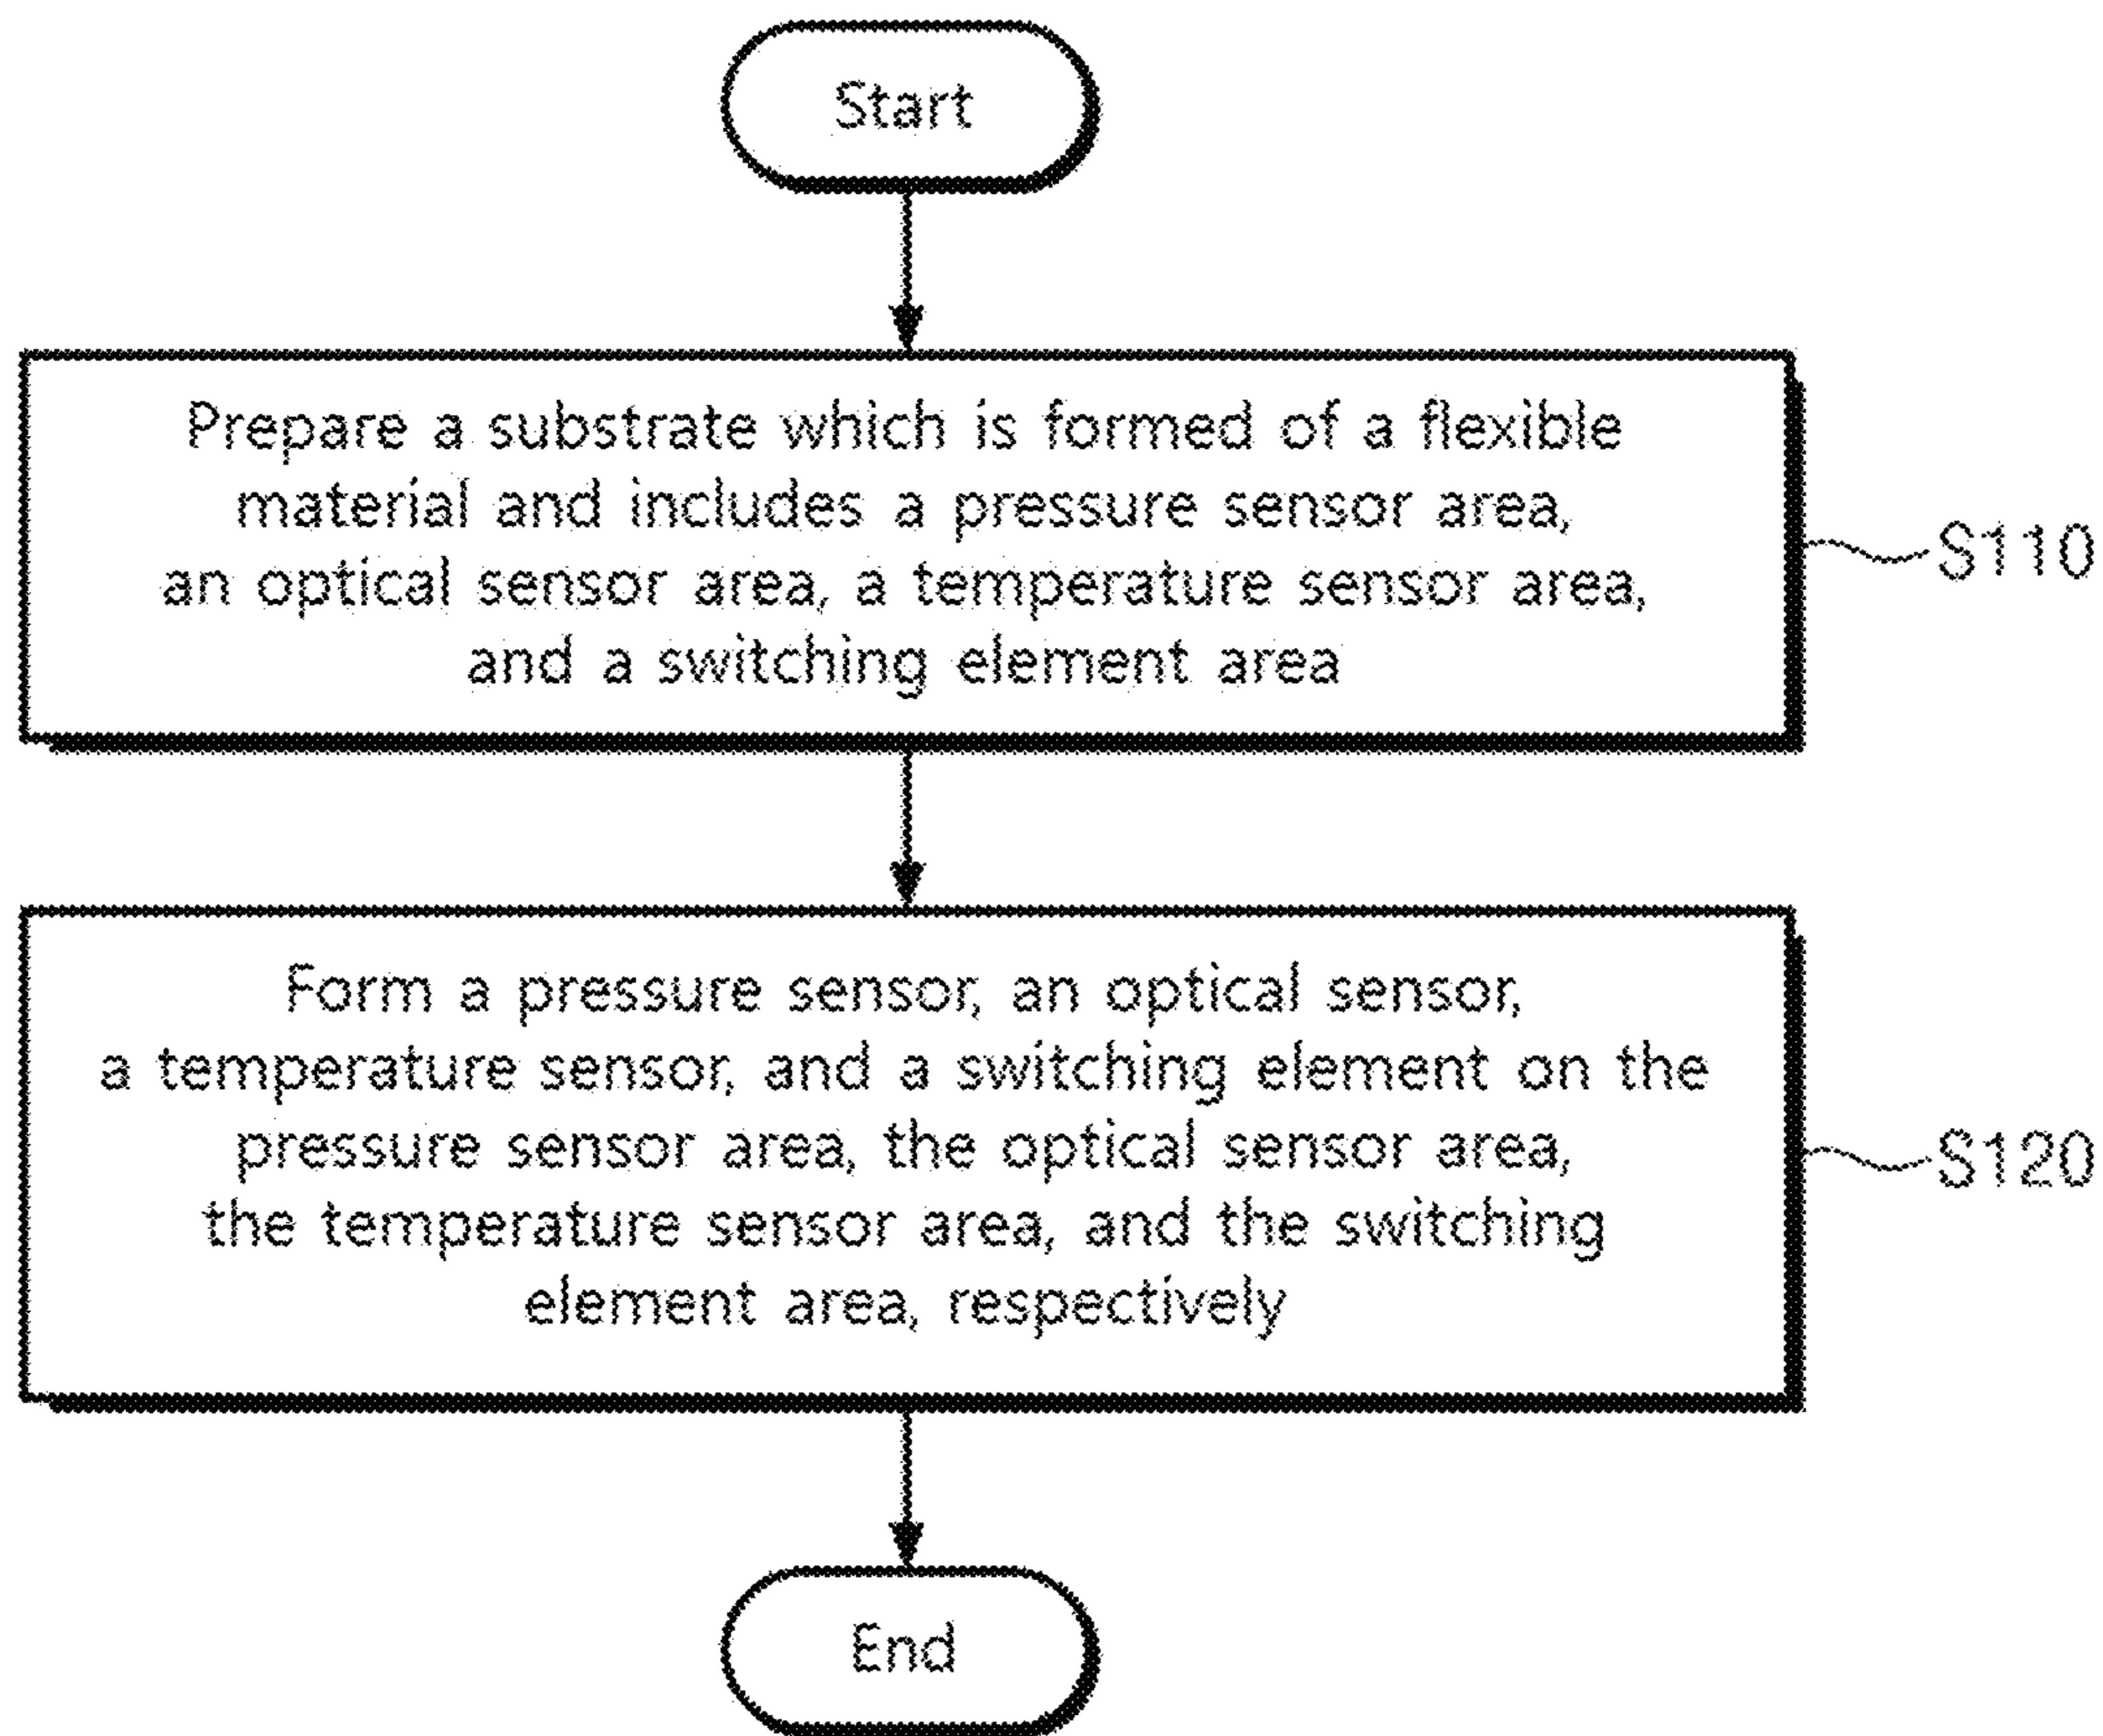 Start
Prepare a substrate which is formed of a flexible
material and includes a pressure sensor area,
an optical sensor area, a temperature sensor area,
and a switching element area
S110
Form a pressure sensor, an optical sensor,
a temperature sensor, and a switching element on the
pressure sensor area, the optical sensor area,
the temperature sensor area, and the switching
element area, respectively
S120
End